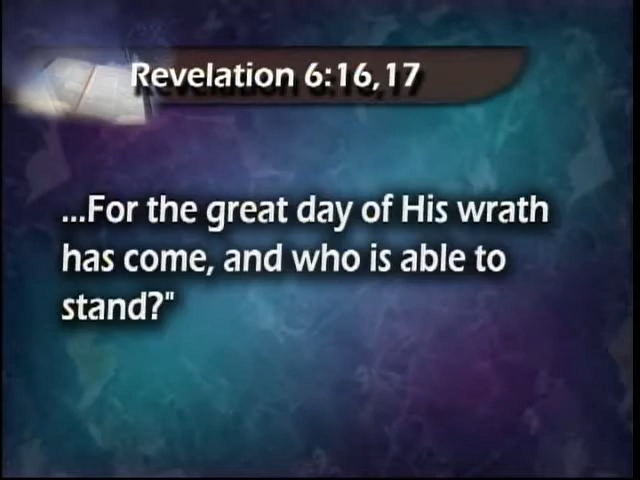 Revelation 6:16,17
...For the great day of His wrath
has come, and who is able to
stand?"